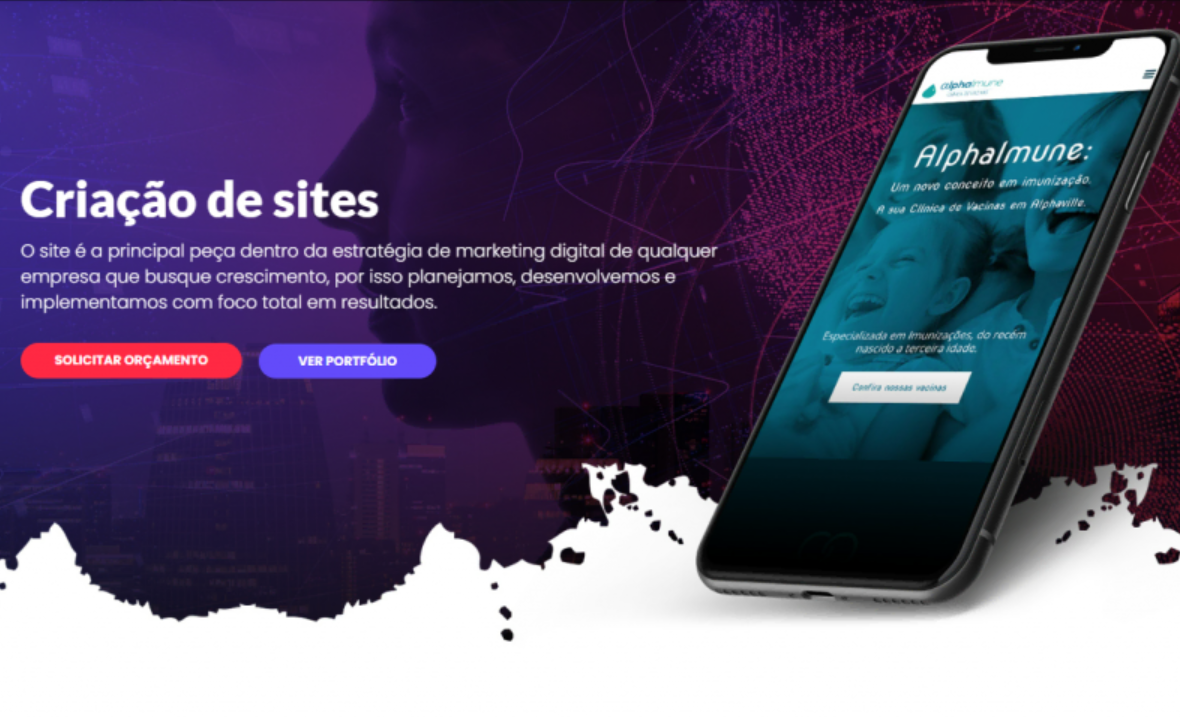 Criação de sites
O site é a principal peça dentro da estratégia de marketing digital de qualquer
empresa que busque crescimento, por isso planejamos, desenvolvemos e
implementamos com foco total em resultados.
SOLICITAR ORÇAMENTO
VER PORTFÓLIO
alphaimune
AlphaImune:
Um novo conceito em imunização.
A sua Clínica de Vacinas em Alphaville.
Especializada em Imunizações, do recém
nascido a terceira idade.
Confira nossas vacinas